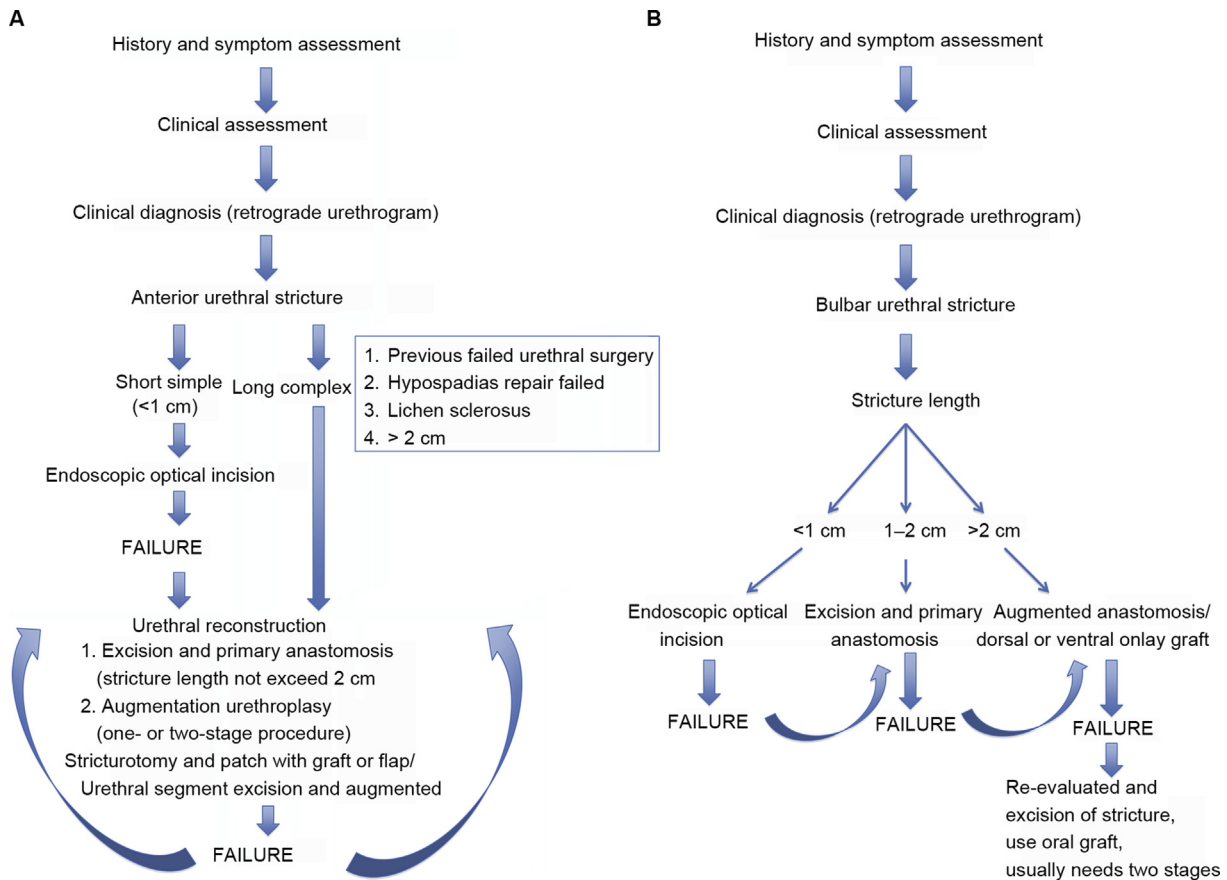 A
History and symptom assessment
Clinical assessment
Clinical diagnosis (retrograde urethrogram)
Anterior urethral stricture
Short simple
(<1 cm)
Long complex
1. Previous failed urethral surgery
2. Hypospadias repair failed
3. Lichen sclerosus
4. > 2 cm
Endoscopic optical incision
FAILURE
Urethral reconstruction
1. Excision and primary anastomosis
(stricture length not exceed 2 cm
2. Augmentation urethroplasy
(one- or two-stage procedure)
Stricturotomy and patch with graft or flap/
Urethral segment excision and augmented
FAILURE
B
History and symptom assessment
Clinical assessment
Clinical diagnosis (retrograde urethrogram)
Bulbar urethral stricture
Stricture length
<1 cm
1–2 cm
>2 cm
Endoscopic optical
incision
Excision and primary
anastomosis
Augmented anastomosis/
dorsal or ventral onlay graft
FAILURE
FAILURE
FAILURE
Re-evaluated and
excision of stricture,
use oral graft,
usually needs two stages